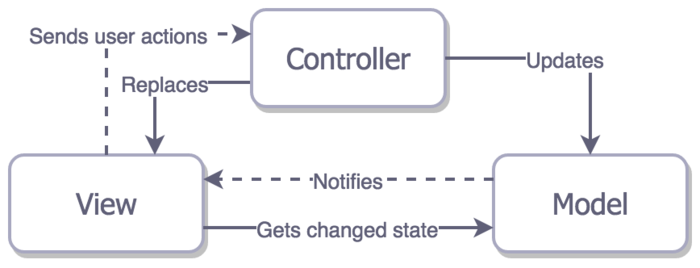 Sends user actions
Controller
Replaces
Updates
View
Notifies
Gets changed state
Model